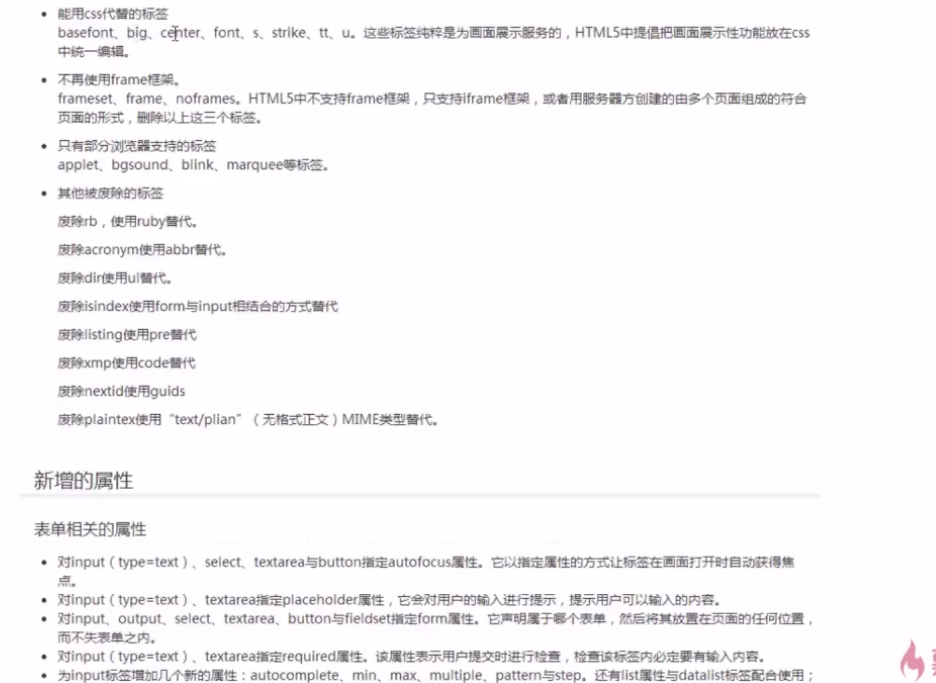 能用css代替的标签
basefont、big、center、font、s、strike、tt、u。这些标签纯粹是为画面展示服务的，HTML5中提倡把画面展示性功能放在css
中统一编辑。
不再使用frame框架。
frameset、frame、noframes。HTML5中不支持frame框架，只支持iframe框架，或者用服务器方创建的由多个页面组成的符合
页面的形式，删除以上这三个标签。
只有部分浏览器支持的标签
applet、bgsound、blink、marquee等标签。
其他被废除的标签
废除rb，使用ruby替代。
废除acronym使用abbr替代。
废除dir使用ul替代。
废除isindex使用form与input相结合的方式替代
废除listing使用pre替代
废除xmp使用code替代
废除nextid使用guids
废除plaintex使用“text/plian”（无格式正文）MIME类型替代。
新增的属性
表单相关的属性
对input（type=text）、select、textarea与button指定autofocus属性。它以指定属性的方式让标签在画面打开时自动获得焦
点。
对input（type=text）、textarea指定placeholder属性，它会对用户的输入进行提示，提示用户可以输入的内容。
对input、output、select、textarea、button与fieldset指定form属性。它声明属于哪个表单，然后将其放置在页面的任何位置，
而不失表单之内。
对input（type=text）、textarea指定required属性。该属性表示用户提交时进行检查，检查该标签内必定要有输入内容。
为input标签增加几个新的属性：autocomplete、min、max、multiple、pattern与step。还有list属性与datalist标签配合使用；